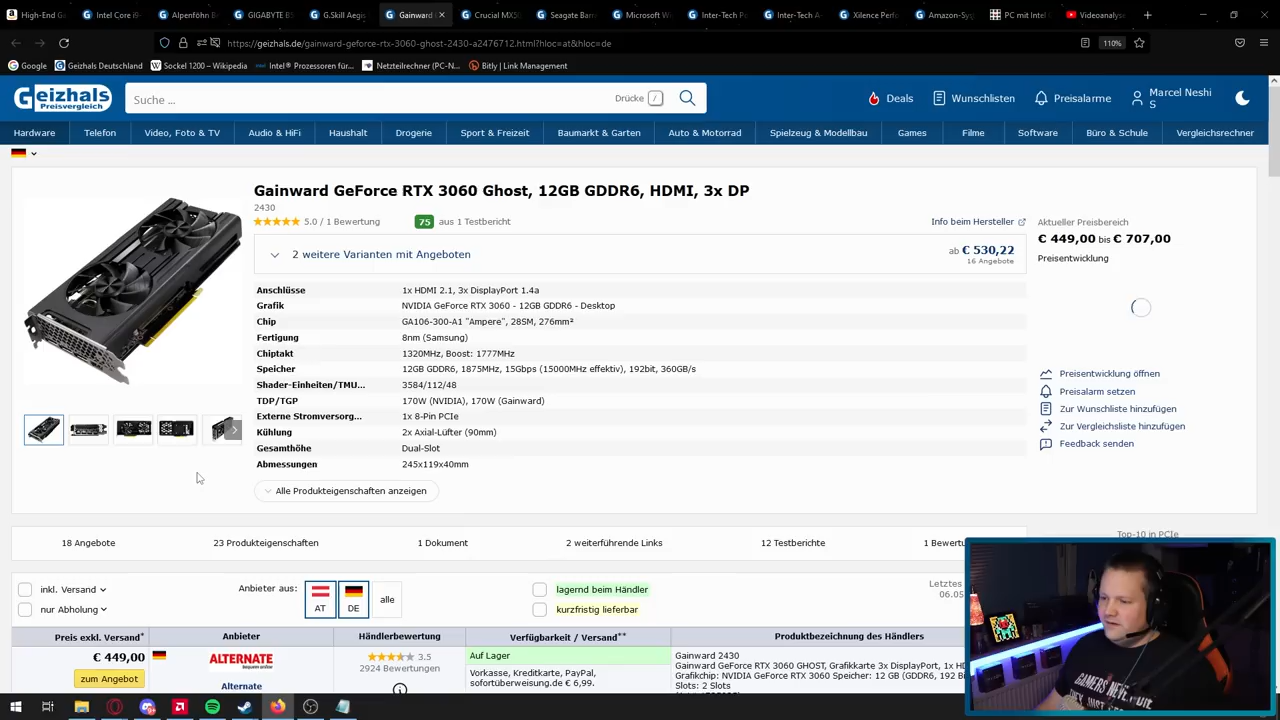 High-End G
Intel Core i9-
Alpenföhn B
GIGABYTE B5
G.Skill Aegis
Gainward
Crucial MX50
Seagate Barr
Microsoft W
Inter-Tech Pa
Inter-Tech A-
Xilence Perfo
Amazon-Sys
PC mit Intel
Videoanalyse
https://geizhals.de/gainward-geforce-rtx-3060-ghost-2430-a2476712.html?hloc=at&hloc=de
110%
Google
Geizhals Deutschland
Sockel 1200 – Wikipedia
Intel® Prozessoren für...
Netzteilrechner (PC-N...
Bitly | Link Management
Geizhals
Preisvergleich
Suche ...
Drücke /
Deals
Wunschlisten
Preisalarme
Marcel Neshi
S
Hardware
Telefon
Video, Foto & TV
Audio & HiFi
Haushalt
Drogerie
Sport & Freizeit
Baumarkt & Garten
Auto & Motorrad
Spielzeug & Modellbau
Games
Filme
Software
Büro & Schule
Vergleichsrechner
Gainward GeForce RTX 3060 Ghost, 12GB GDDR6, HDMI, 3x DP
2430
5.0 / 1 Bewertung
75 aus 1 Testbericht
Info beim Hersteller
2 weitere Varianten mit Angeboten
ab € 530,22
16 Angebote
Anschlüsse 1x HDMI 2.1, 3x DisplayPort 1.4a
Grafik NVIDIA GeForce RTX 3060 - 12GB GDDR6 - Desktop
Chip GA106-300-A1 "Ampere", 28SM, 276mm²
Fertigung 8nm (Samsung)
Chiptakt 1320MHz, Boost: 1777MHz
Speicher 12GB GDDR6, 1875MHz, 15Gbps (15000MHz effektiv), 192bit, 360GB/s
Shader-Einheiten/TMU... 3584/112/48
TDP/TGP 170W (NVIDIA), 170W (Gainward)
Externe Stromversorg... 1x 8-Pin PCIe
Kühlung 2x Axial-Lüfter (90mm)
Gesamthöhe Dual-Slot
Abmessungen 245x119x40mm
Alle Produkteigenschaften anzeigen
Aktueller Preisbereich
€ 449,00 bis € 707,00
Preisentwicklung
Preisentwicklung öffnen
Preisalarm setzen
Zur Wunschliste hinzufügen
Zur Vergleichsliste hinzufügen
Feedback senden
18 Angebote
23 Produkteigenschaften
1 Dokument
2 weiterführende Links
12 Testberichte
1 Bewertu
Top-10 in PCIe
inkl. Versand
nur Abholung
Anbieter aus:
AT
DE
alle
lagernd beim Händler
kurzfristig lieferbar
Letztes
06.05
Preis exkl. Versand*
Anbieter
Händlerbewertung
Verfügbarkeit / Versand**
Produktbezeichnung des Händlers
€ 449,00
zum Angebot
ALTERNATE
Alternate
3.5
2924 Bewertungen
Auf Lager
Vorkasse, Kreditkarte, PayPal,
sofortüberweisung.de € 6,99.
Gainward 2430
Gainward GeForce RTX 3060 GHOST, Grafikkarte 3x DisplayPort, 1x H
Grafikchip: NVIDIA GeForce RTX 3060 Speicher: 12 GB (GDDR6, 192 Bi
Slots: 2 Slots
GAMERS NEVER